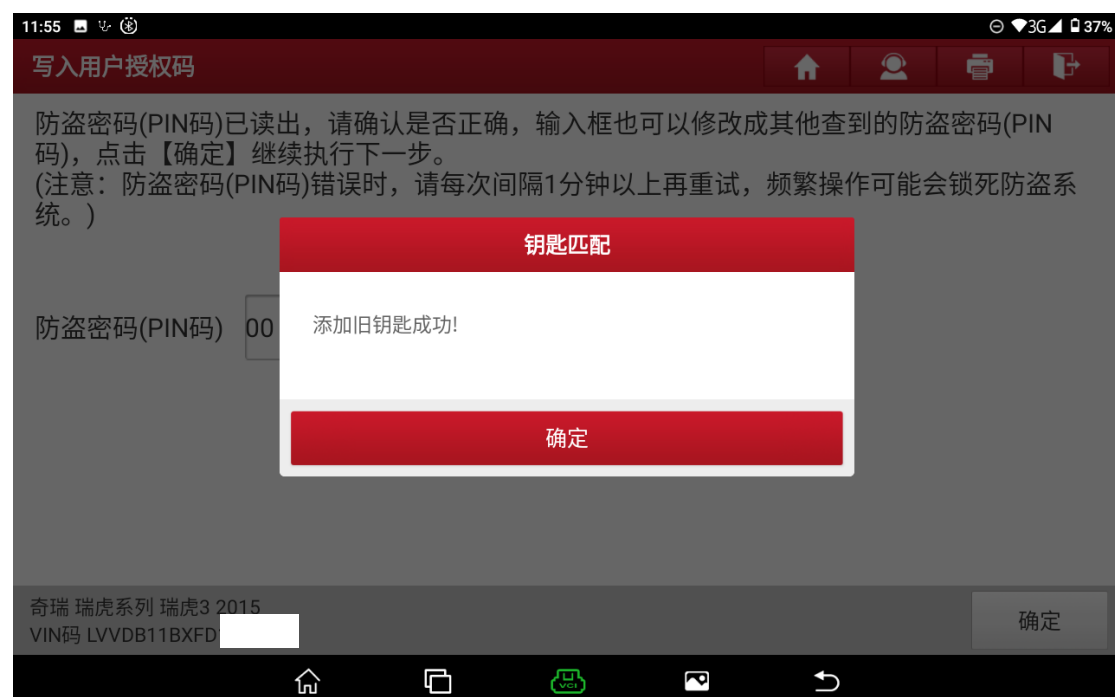 11:55
3G
37%
写入用户授权码
防盗密码(PIN码)已读出，请确认是否正确，输入框也可以修改成其他查到的防盗密码(PIN
码)，点击【确定】继续执行下一步。
(注意：防盗密码(PIN码)错误时，请每次间隔1分钟以上再重试，频繁操作可能会锁死防盗系
统。)
钥匙匹配
防盗密码(PIN码)
00
添加旧钥匙成功!
确定
奇瑞 瑞虎系列 瑞虎3 2015
VIN码 LVVDB11BXFD
确定
VCI